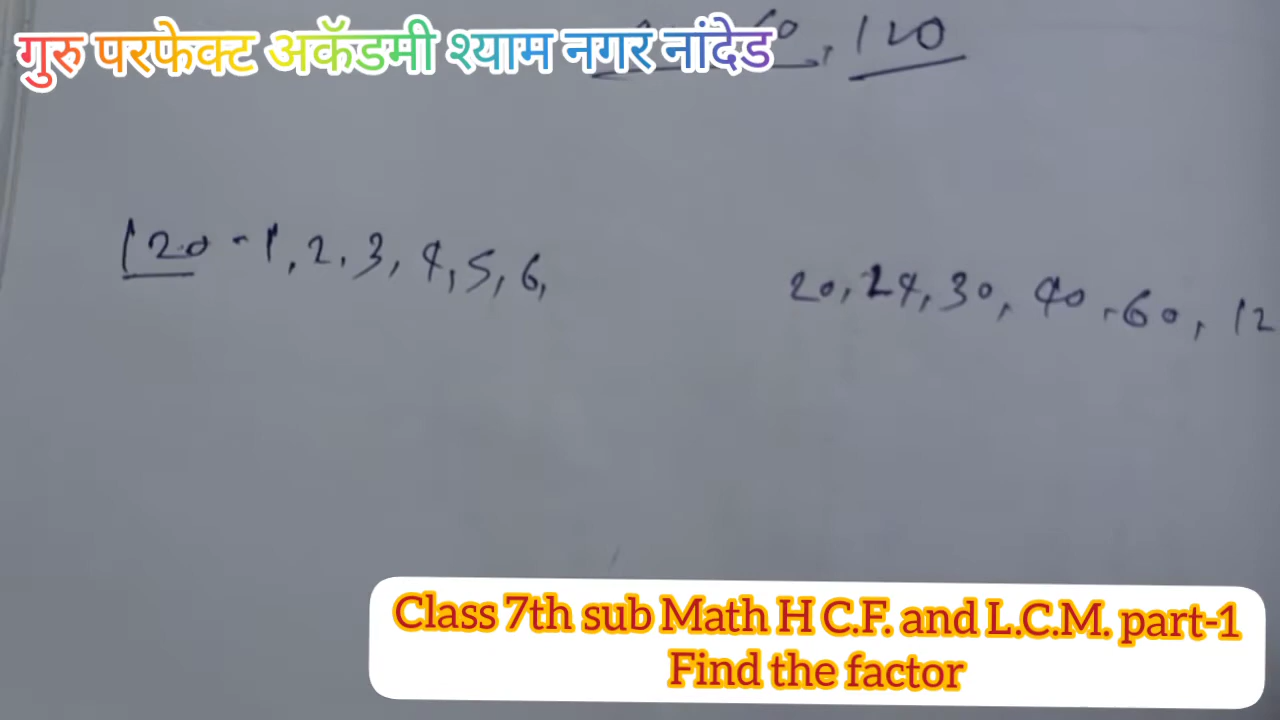 गुरु परफेक्ट अकॅडमी श्याम नगर नांदेड
, 120
120 - 1, 2, 3, 4, 5, 6, 20, 24, 30, 40, 60, 12
Class 7th sub Math H C.F. and L.C.M. part-1
Find the factor